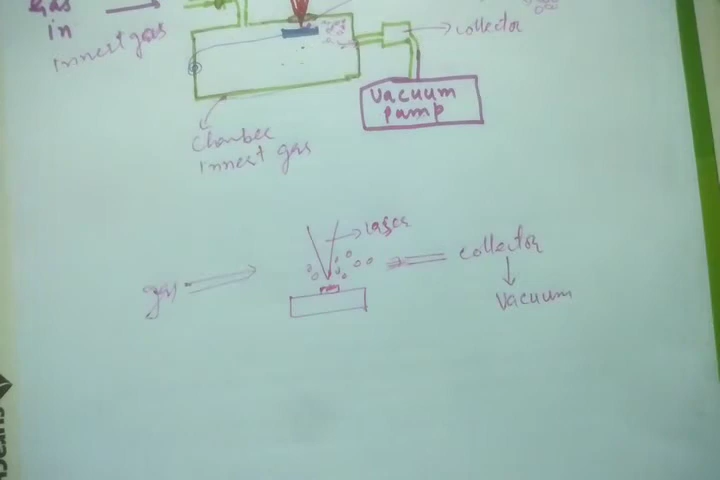 Gas
in
innert gas
collector
Vacuum
pump
Chamber
innert gas
laser
gas
collector
Vacuum